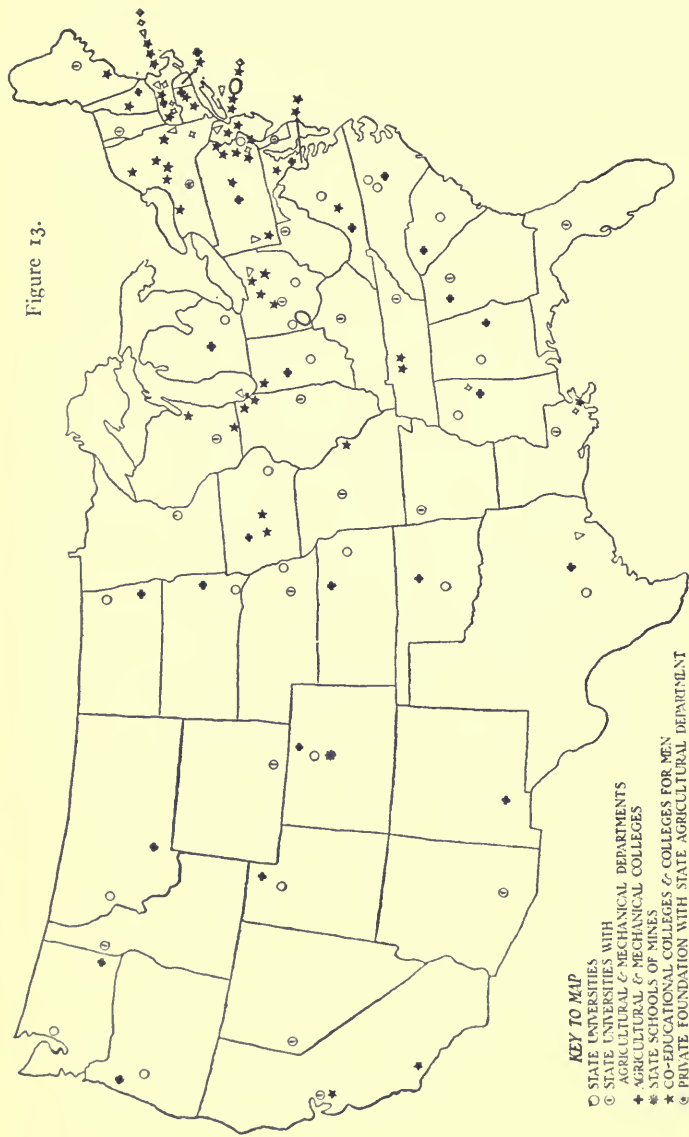 Figure 13.
KEY TO MAP
STATE UNIVERSITIES
STATE UNIVERSITIES WITH
AGRICULTURAL & MECHANICAL DEPARTMENTS
AGRICULTURAL & MECHANICAL COLLEGES
STATE SCHOOLS OF MINES
CO-EDUCATIONAL COLLEGES & COLLEGES FOR MEN
PRIVATE FOUNDATION WITH STATE AGRICULTURAL DEPARTMENT